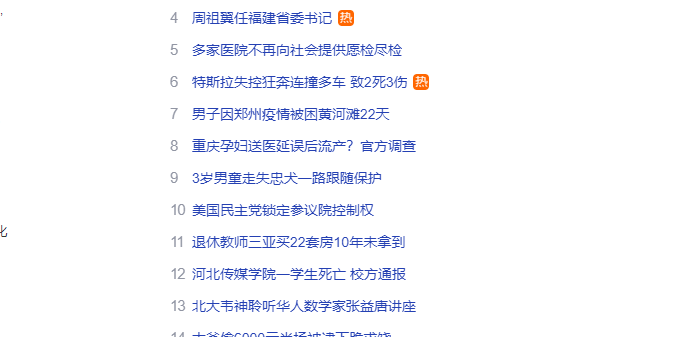 4 周祖翼任福建省委书记 热
5 多家医院不再向社会提供愿检尽检
6 特斯拉失控狂奔连撞多车 致2死3伤 热
7 男子因郑州疫情被困黄河滩22天
8 重庆孕妇送医延误后流产？官方调查
9 3岁男童走失忠犬一路跟随保护
10 美国民主党锁定参议院控制权
11 退休教师三亚买22套房10年未拿到
12 河北传媒学院一学生死亡 校方通报
13 北大韦神聆听华人数学家张益唐讲座